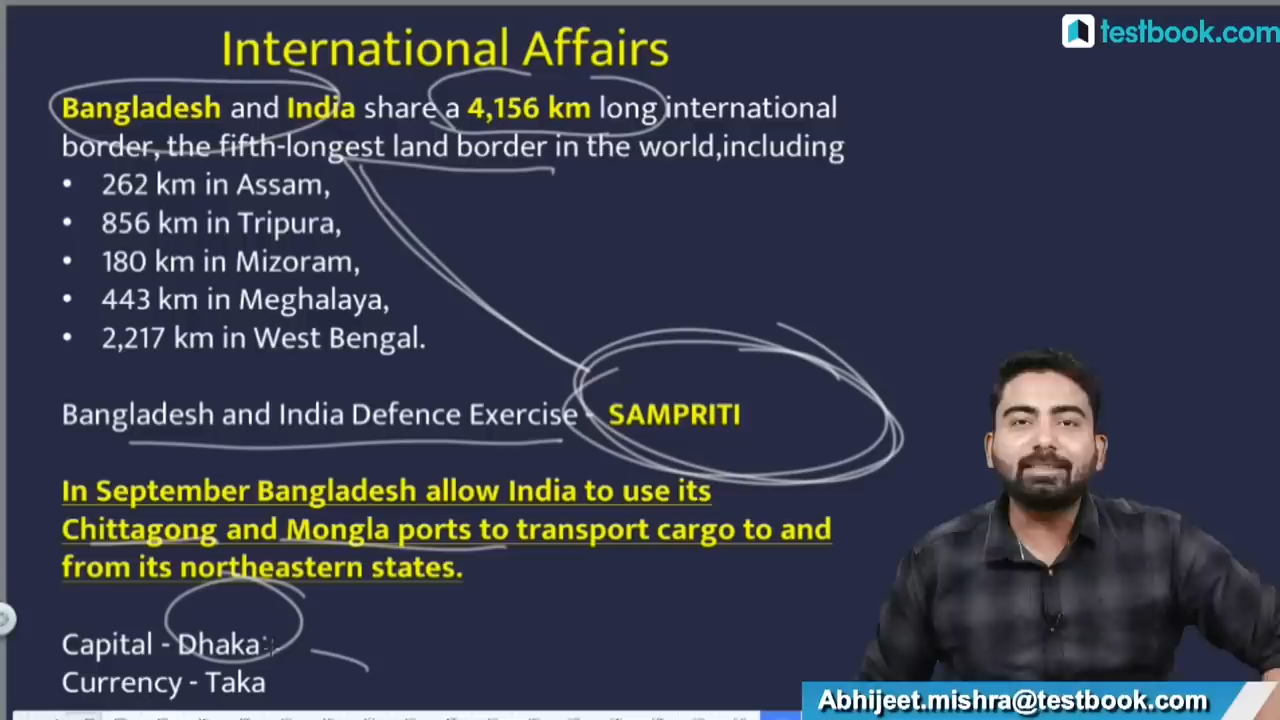 International Affairs
testbook.com
Bangladesh and India share a 4,156 km long international
border, the fifth-longest land border in the world,including
• 262 km in Assam,
• 856 km in Tripura,
• 180 km in Mizoram,
• 443 km in Meghalaya,
• 2,217 km in West Bengal.
Bangladesh and India Defence Exercise - SAMPRITI
In September Bangladesh allow India to use its
Chittagong and Mongla ports to transport cargo to and
from its northeastern states.
Capital - Dhaka
Currency - Taka
Abhijeet.mishra@testbook.com